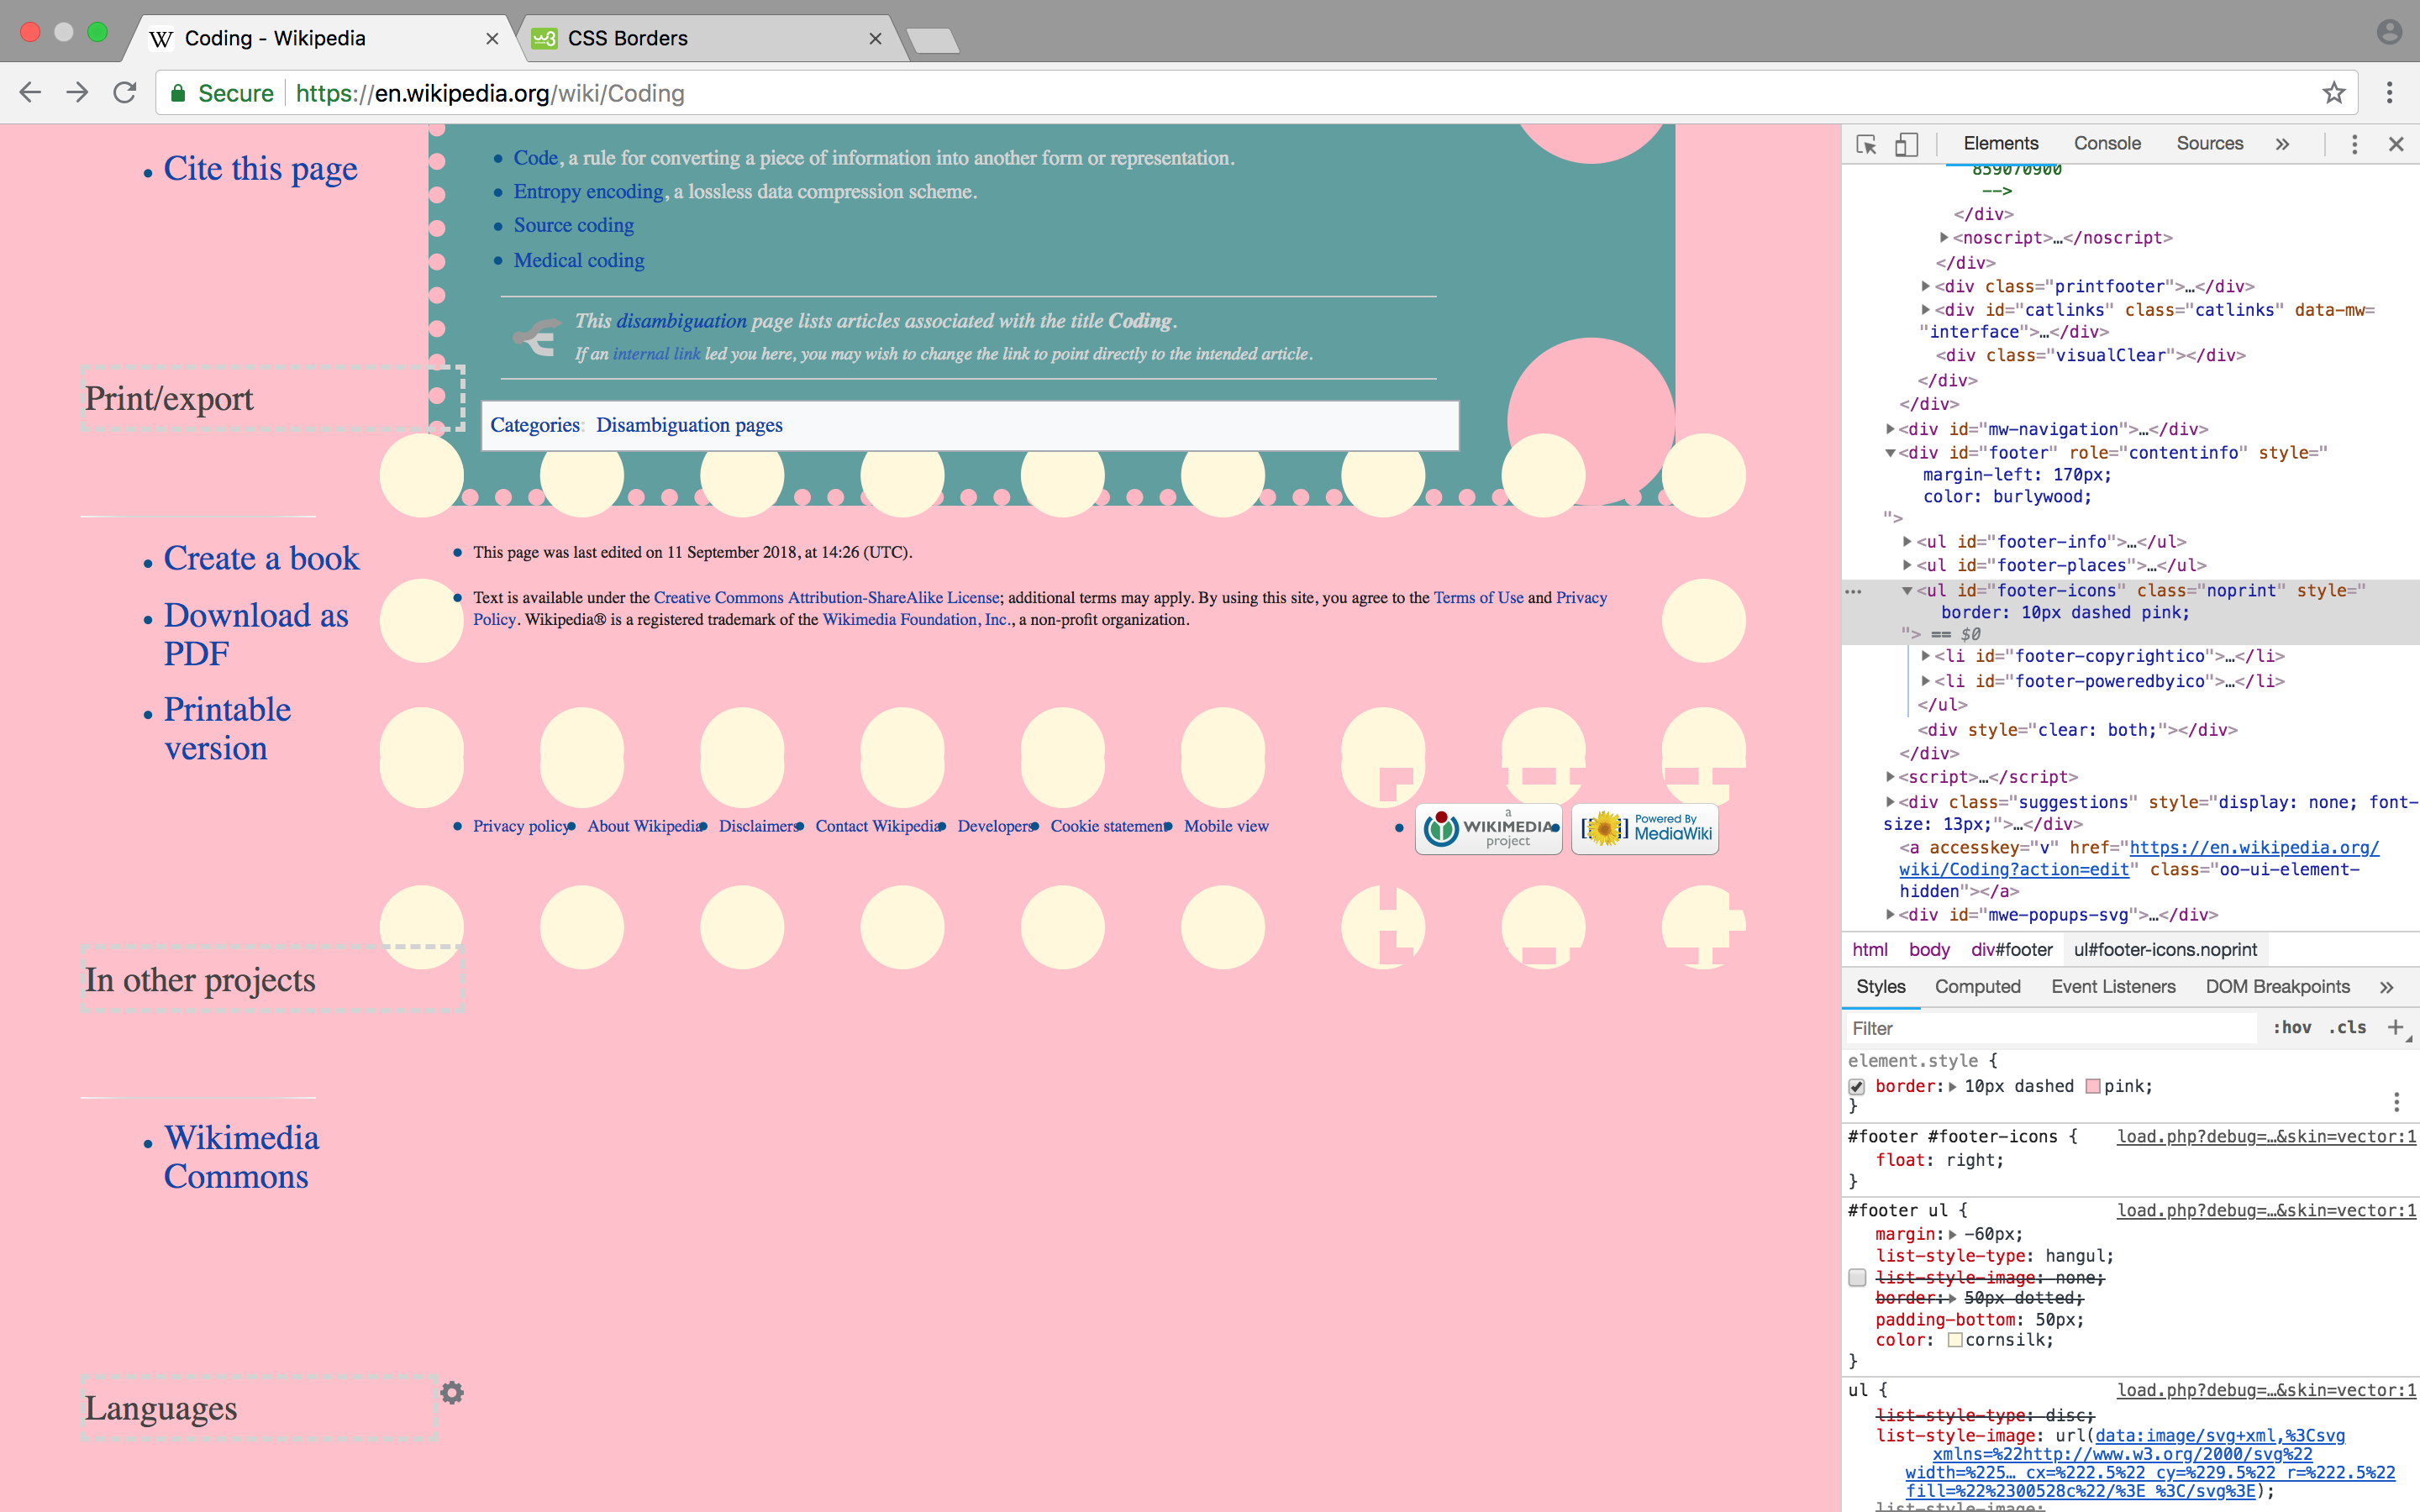 Coding - Wikipedia
CSS Borders
Secure https://en.wikipedia.org/wiki/Coding
Cite this page
Print/export
Create a book
Download as
PDF
Printable
version
In other projects
Wikimedia
Commons
Languages
Code, a rule for converting a piece of information into another form or representation.
Entropy encoding, a lossless data compression scheme.
Source coding
Medical coding
This disambiguation page lists articles associated with the title Coding.
If an internal link led you here, you may wish to change the link to point directly to the intended article.
Categories: Disambiguation pages
This page was last edited on 11 September 2018, at 14:26 (UTC).
Text is available under the Creative Commons Attribution-ShareAlike License; additional terms may apply. By using this site, you agree to the Terms of Use and Privacy
Policy. Wikipedia® is a registered trademark of the Wikimedia Foundation, Inc., a non-profit organization.
Privacy policy About Wikipedia Disclaimers Contact Wikipedia Developers Cookie statement Mobile view
a
WIKIMEDIA
project
Powered By
MediaWiki
Elements Console Sources »
859070900
-->
</div>
<noscript>…</noscript>
</div>
<div class="printfooter">…</div>
<div id="catlinks" class="catlinks" data-mw=
"interface">…</div>
<div class="visualClear"></div>
</div>
</div>
<div id="mw-navigation">…</div>
<div id="footer" role="contentinfo" style="
margin-left: 170px;
color: burlywood;
">
<ul id="footer-info">…</ul>
<ul id="footer-places">…</ul>
<ul id="footer-icons" class="noprint" style="
border: 10px dashed pink;
"> == $0
<li id="footer-copyrightico">…</li>
<li id="footer-poweredbyico">…</li>
</ul>
<div style="clear: both;"></div>
</div>
<script>…</script>
<div class="suggestions" style="display: none; font-
size: 13px;">…</div>
<a accesskey="v" href="https://en.wikipedia.org/
wiki/Coding?action=edit" class="oo-ui-element-
hidden"></a>
<div id="mwe-popups-svg">…</div>
html body div#footer ul#footer-icons.noprint
Styles Computed Event Listeners DOM Breakpoints »
Filter :hov .cls +
element.style {
border: 10px dashed pink;
}
#footer #footer-icons { load.php?debug=…&skin=vector:1
float: right;
}
#footer ul { load.php?debug=…&skin=vector:1
margin: -60px;
list-style-type: hangul;
list-style-image: none;
border: 50px dotted;
padding-bottom: 50px;
color: cornsilk;
}
ul { load.php?debug=…&skin=vector:1
list-style-type: disc;
list-style-image: url(data:image/svg+xml,%3Csvg
xmlns=%22http://www.w3.org/2000/svg%22
width=%225… cx=%222.5%22 cy=%229.5%22 r=%222.5%22
fill=%22%2300528c%22/%3E %3C/svg%3E);
list-style-image: